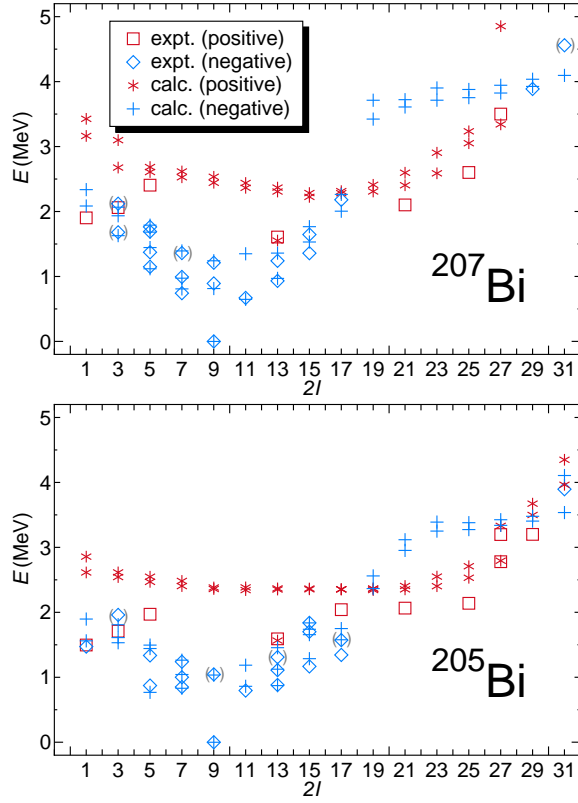 5
expt. (positive)
expt. (negative)
calc. (positive)
calc. (negative)
4
3
E (MeV)
2
1
207Bi
0
1 3 5 7 9 11 13 15 17 19 21 23 25 27 29 31
2I
5
4
3
E (MeV)
2
1
205Bi
0
1 3 5 7 9 11 13 15 17 19 21 23 25 27 29 31
2I